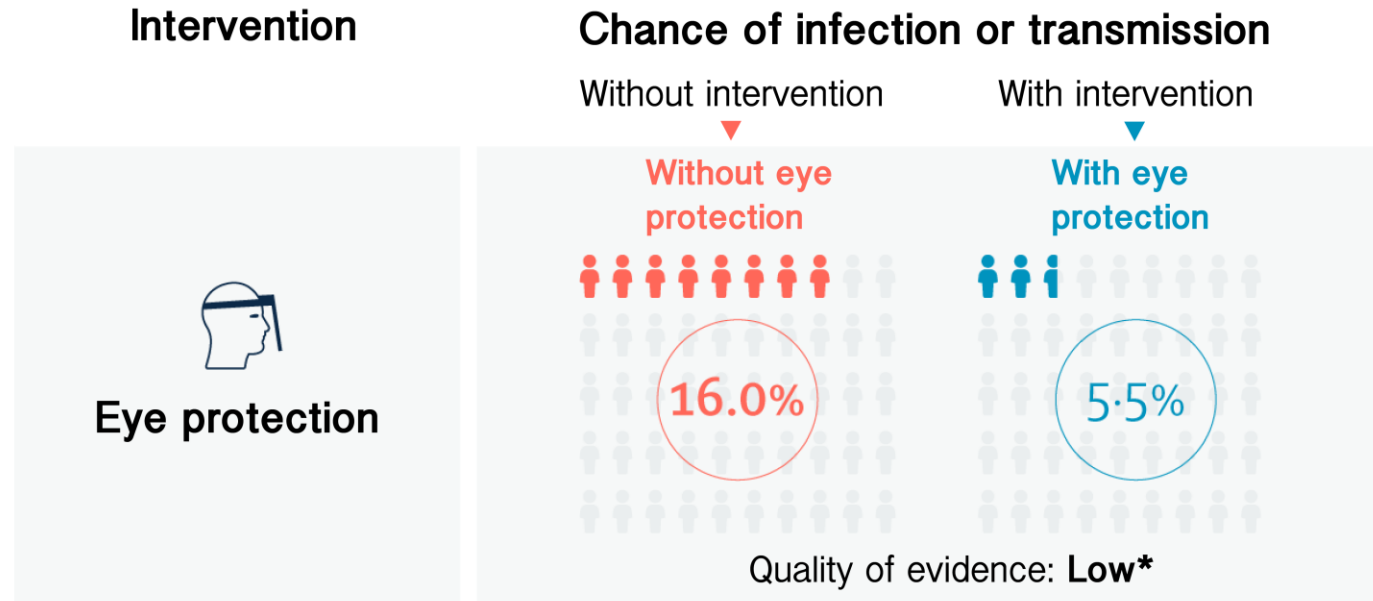 Intervention
Chance of infection or transmission
Without intervention
With intervention
Without eye
protection
With eye
protection
16.0%
5·5%
Eye protection
Quality of evidence: Low*